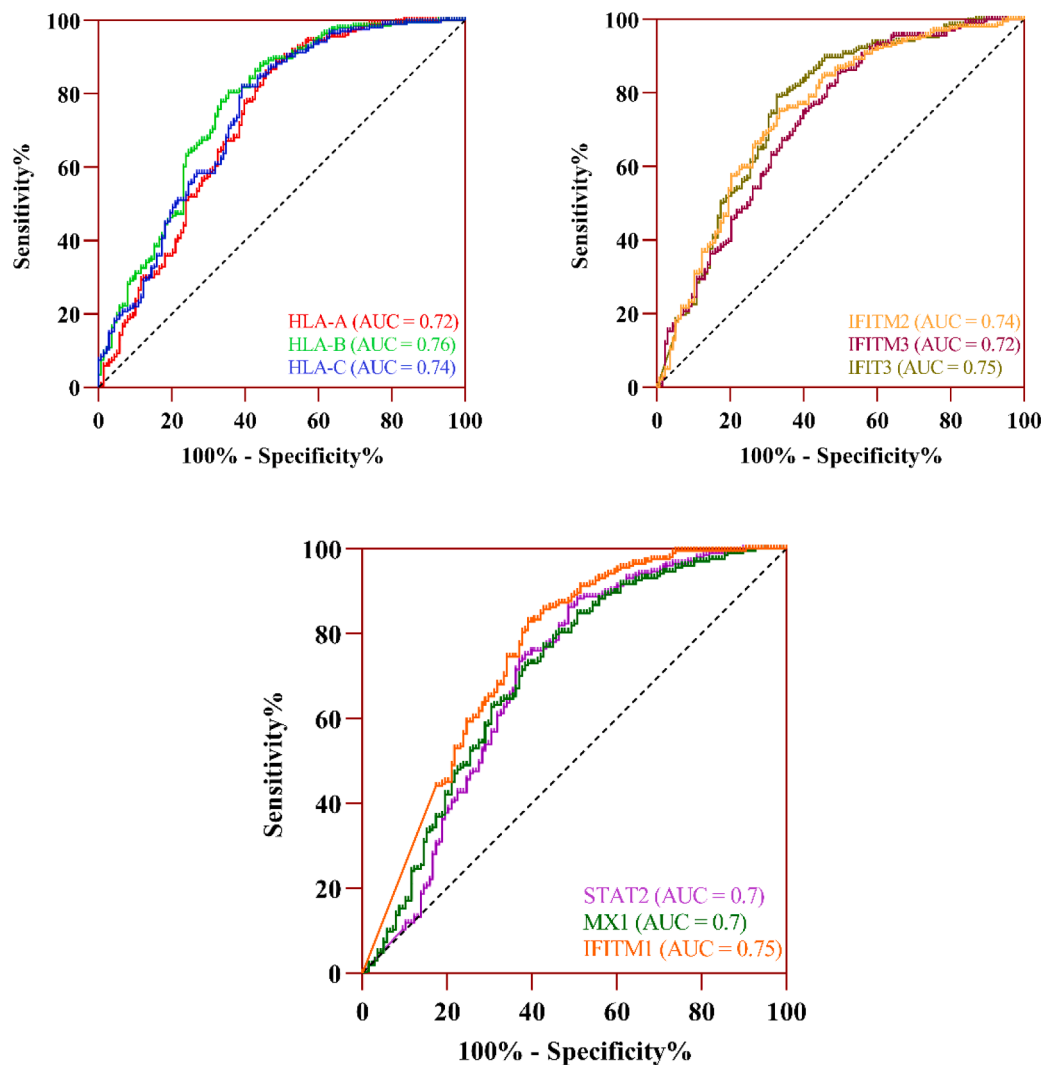 100
80
60
40
20
0
Sensitivity%
HLA-A (AUC = 0.72)
HLA-B (AUC = 0.76)
HLA-C (AUC = 0.74)
0 20 40 60 80 100
100% - Specificity%
100
80
60
40
20
0
Sensitivity%
IFITM2 (AUC = 0.74)
IFITM3 (AUC = 0.72)
IFIT3 (AUC = 0.75)
0 20 40 60 80 100
100% - Specificity%
100
80
60
40
20
0
Sensitivity%
STAT2 (AUC = 0.7)
MX1 (AUC = 0.7)
IFITM1 (AUC = 0.75)
0 20 40 60 80 100
100% - Specificity%